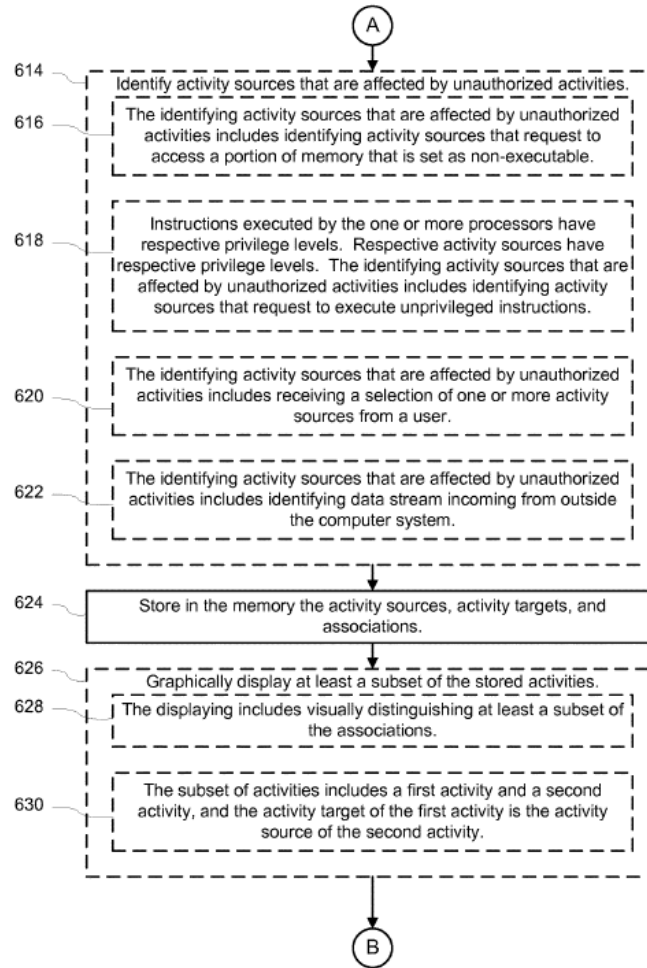 A
614
Identify activity sources that are affected by unauthorized activities.
616
The identifying activity sources that are affected by unauthorized
activities includes identifying activity sources that request to
access a portion of memory that is set as non-executable.
618
Instructions executed by the one or more processors have
respective privilege levels. Respective activity sources have
respective privilege levels. The identifying activity sources that are
affected by unauthorized activities includes identifying activity
sources that request to execute unprivileged instructions.
620
The identifying activity sources that are affected by unauthorized
activities includes receiving a selection of one or more activity
sources from a user.
622
The identifying activity sources that are affected by unauthorized
activities includes identifying data stream incoming from outside
the computer system.
624
Store in the memory the activity sources, activity targets, and
associations.
626
Graphically display at least a subset of the stored activities.
628
The displaying includes visually distinguishing at least a subset of
the associations.
630
The subset of activities includes a first activity and a second
activity, and the activity target of the first activity is the activity
source of the second activity.
B